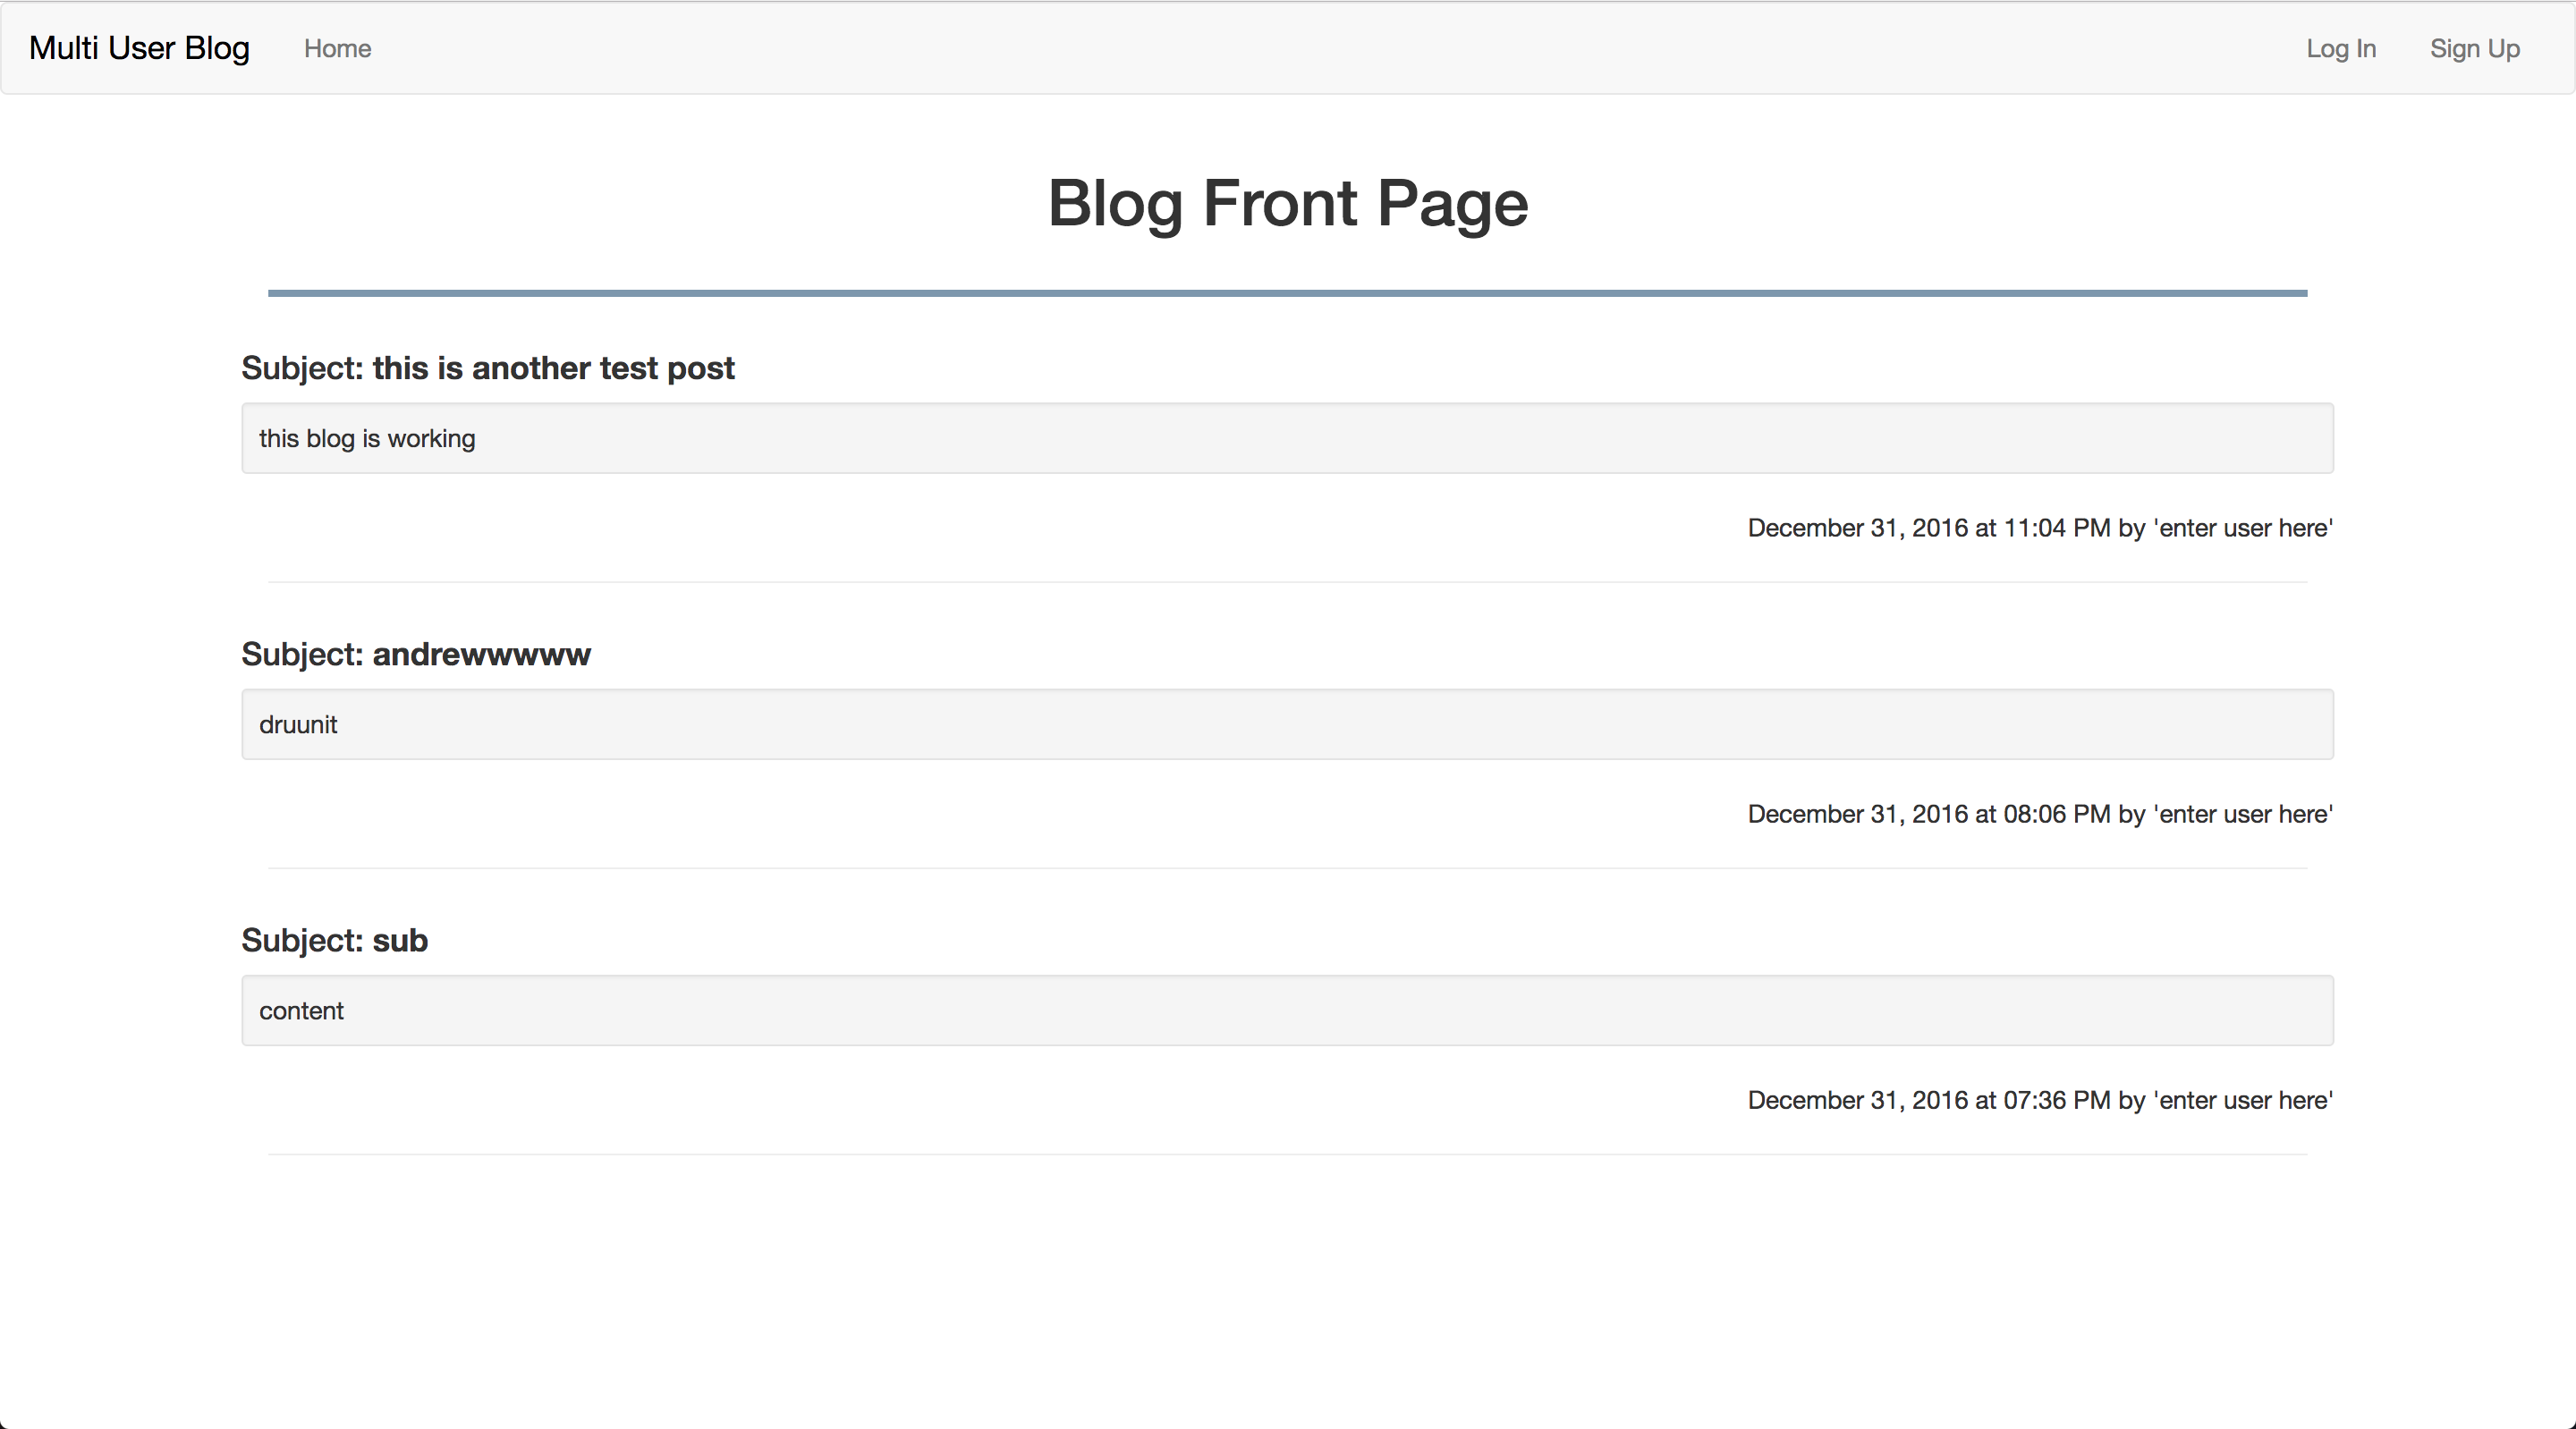 Multi User Blog Home Log In Sign Up
Blog Front Page
Subject: this is another test post
this blog is working
December 31, 2016 at 11:04 PM by 'enter user here'
Subject: andrewwwww
druunit
December 31, 2016 at 08:06 PM by 'enter user here'
Subject: sub
content
December 31, 2016 at 07:36 PM by 'enter user here'